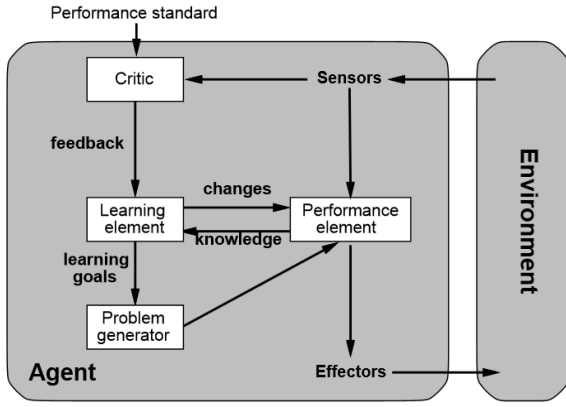 Performance standard
Critic
Sensors
feedback
changes
Learning
element
Performance
element
knowledge
learning
goals
Problem
generator
Agent
Effectors
Environment